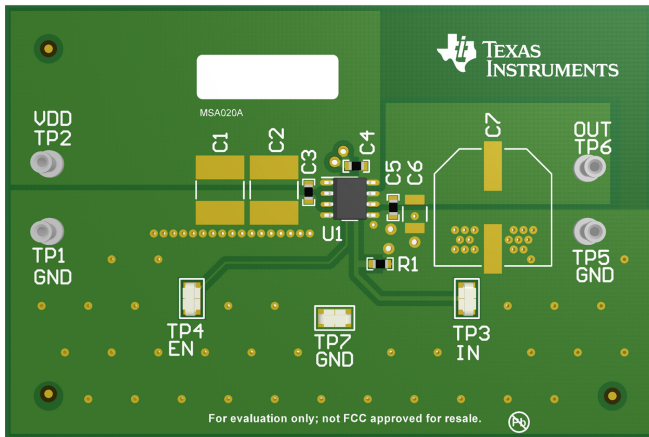 TEXAS
INSTRUMENTS
MSA020A
VDD
TP2
C1
C2
C3
C4
C5
C6
C7
OUT
TP6
U1
TP1
GND
TP5
GND
R1
TP4
EN
TP7
GND
TP3
IN
For evaluation only; not FCC approved for resale.
Pb